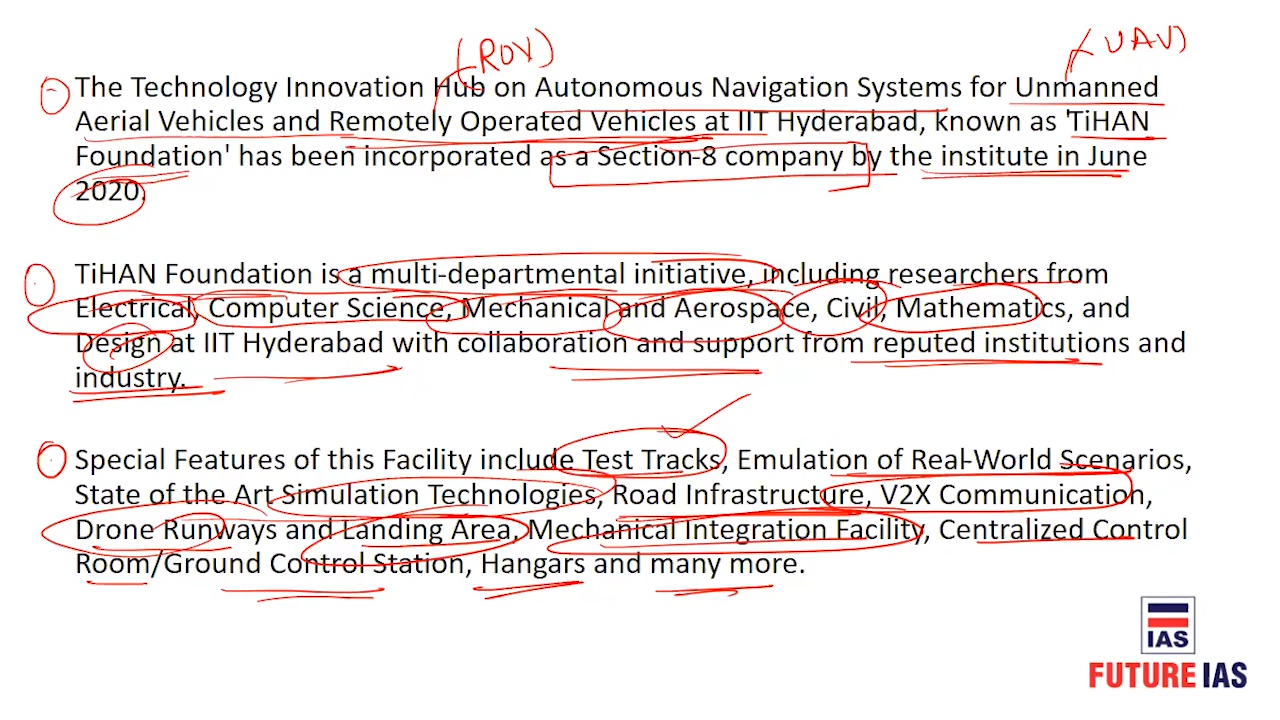 (ROV)
(UAV)
The Technology Innovation Hub on Autonomous Navigation Systems for Unmanned
Aerial Vehicles and Remotely Operated Vehicles at IIT Hyderabad, known as 'TiHAN
Foundation' has been incorporated as a Section-8 company by the institute in June
2020.
TiHAN Foundation is a multi-departmental initiative, including researchers from
Electrical, Computer Science, Mechanical and Aerospace, Civil, Mathematics, and
Design at IIT Hyderabad with collaboration and support from reputed institutions and
industry.
Special Features of this Facility include Test Tracks, Emulation of Real-World Scenarios,
State of the Art Simulation Technologies, Road Infrastructure, V2X Communication,
Drone Runways and Landing Area, Mechanical Integration Facility, Centralized Control
Room/Ground Control Station, Hangars and many more.
IAS
FUTURE IAS